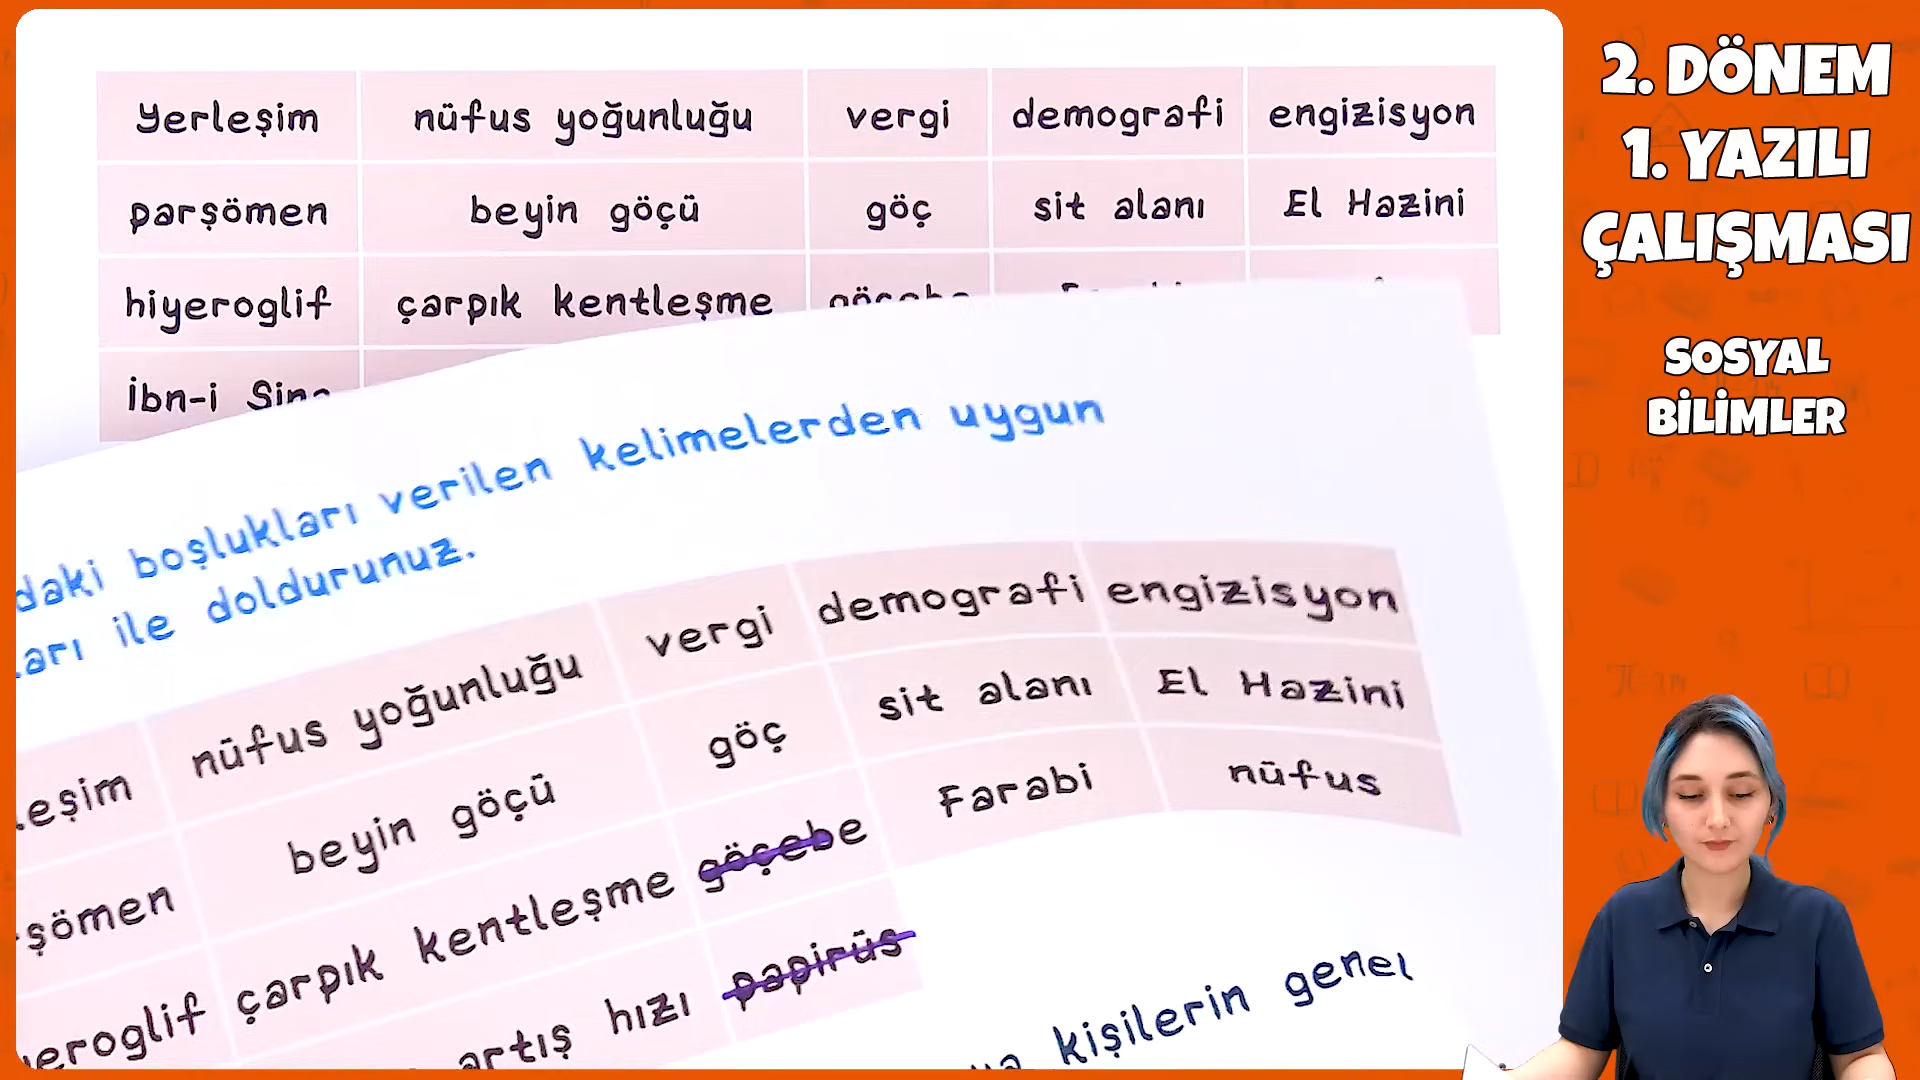 Yerleşim nüfus yoğunluğu vergi demografi engizisyon
parşömen beyin göçü göç sit alanı El Hazini
hiyeroglif çarpık kentleşme
İbn-i
daki boşlukları verilen kelimelerden uygun
ları ile doldurunuz.
leşim nüfus yoğunluğu vergi demografi engizisyon
şömen beyin göçü göç sit alanı El Hazini
eroglif çarpık kentleşme göçebe Farabi nüfus
artış hızı papirüs
kişilerin genel
2. DÖNEM
1. YAZILI
ÇALIŞMASI
SOSYAL
BİLİMLER